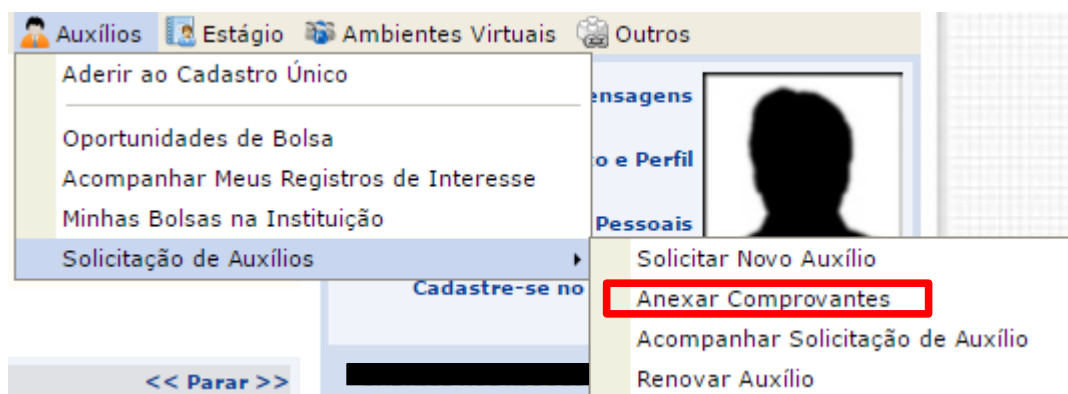 Auxílios Estágio Ambientes Virtuais Outros
Aderir ao Cadastro Único
ensagens
Oportunidades de Bolsa
o e Perfil
Acompanhar Meus Registros de Interesse
Minhas Bolsas na Instituição
Pessoais
Solicitação de Auxílios
Solicitar Novo Auxílio
Cadastre-se no
Anexar Comprovantes
Acompanhar Solicitação de Auxílio
<< Parar >>
Renovar Auxílio